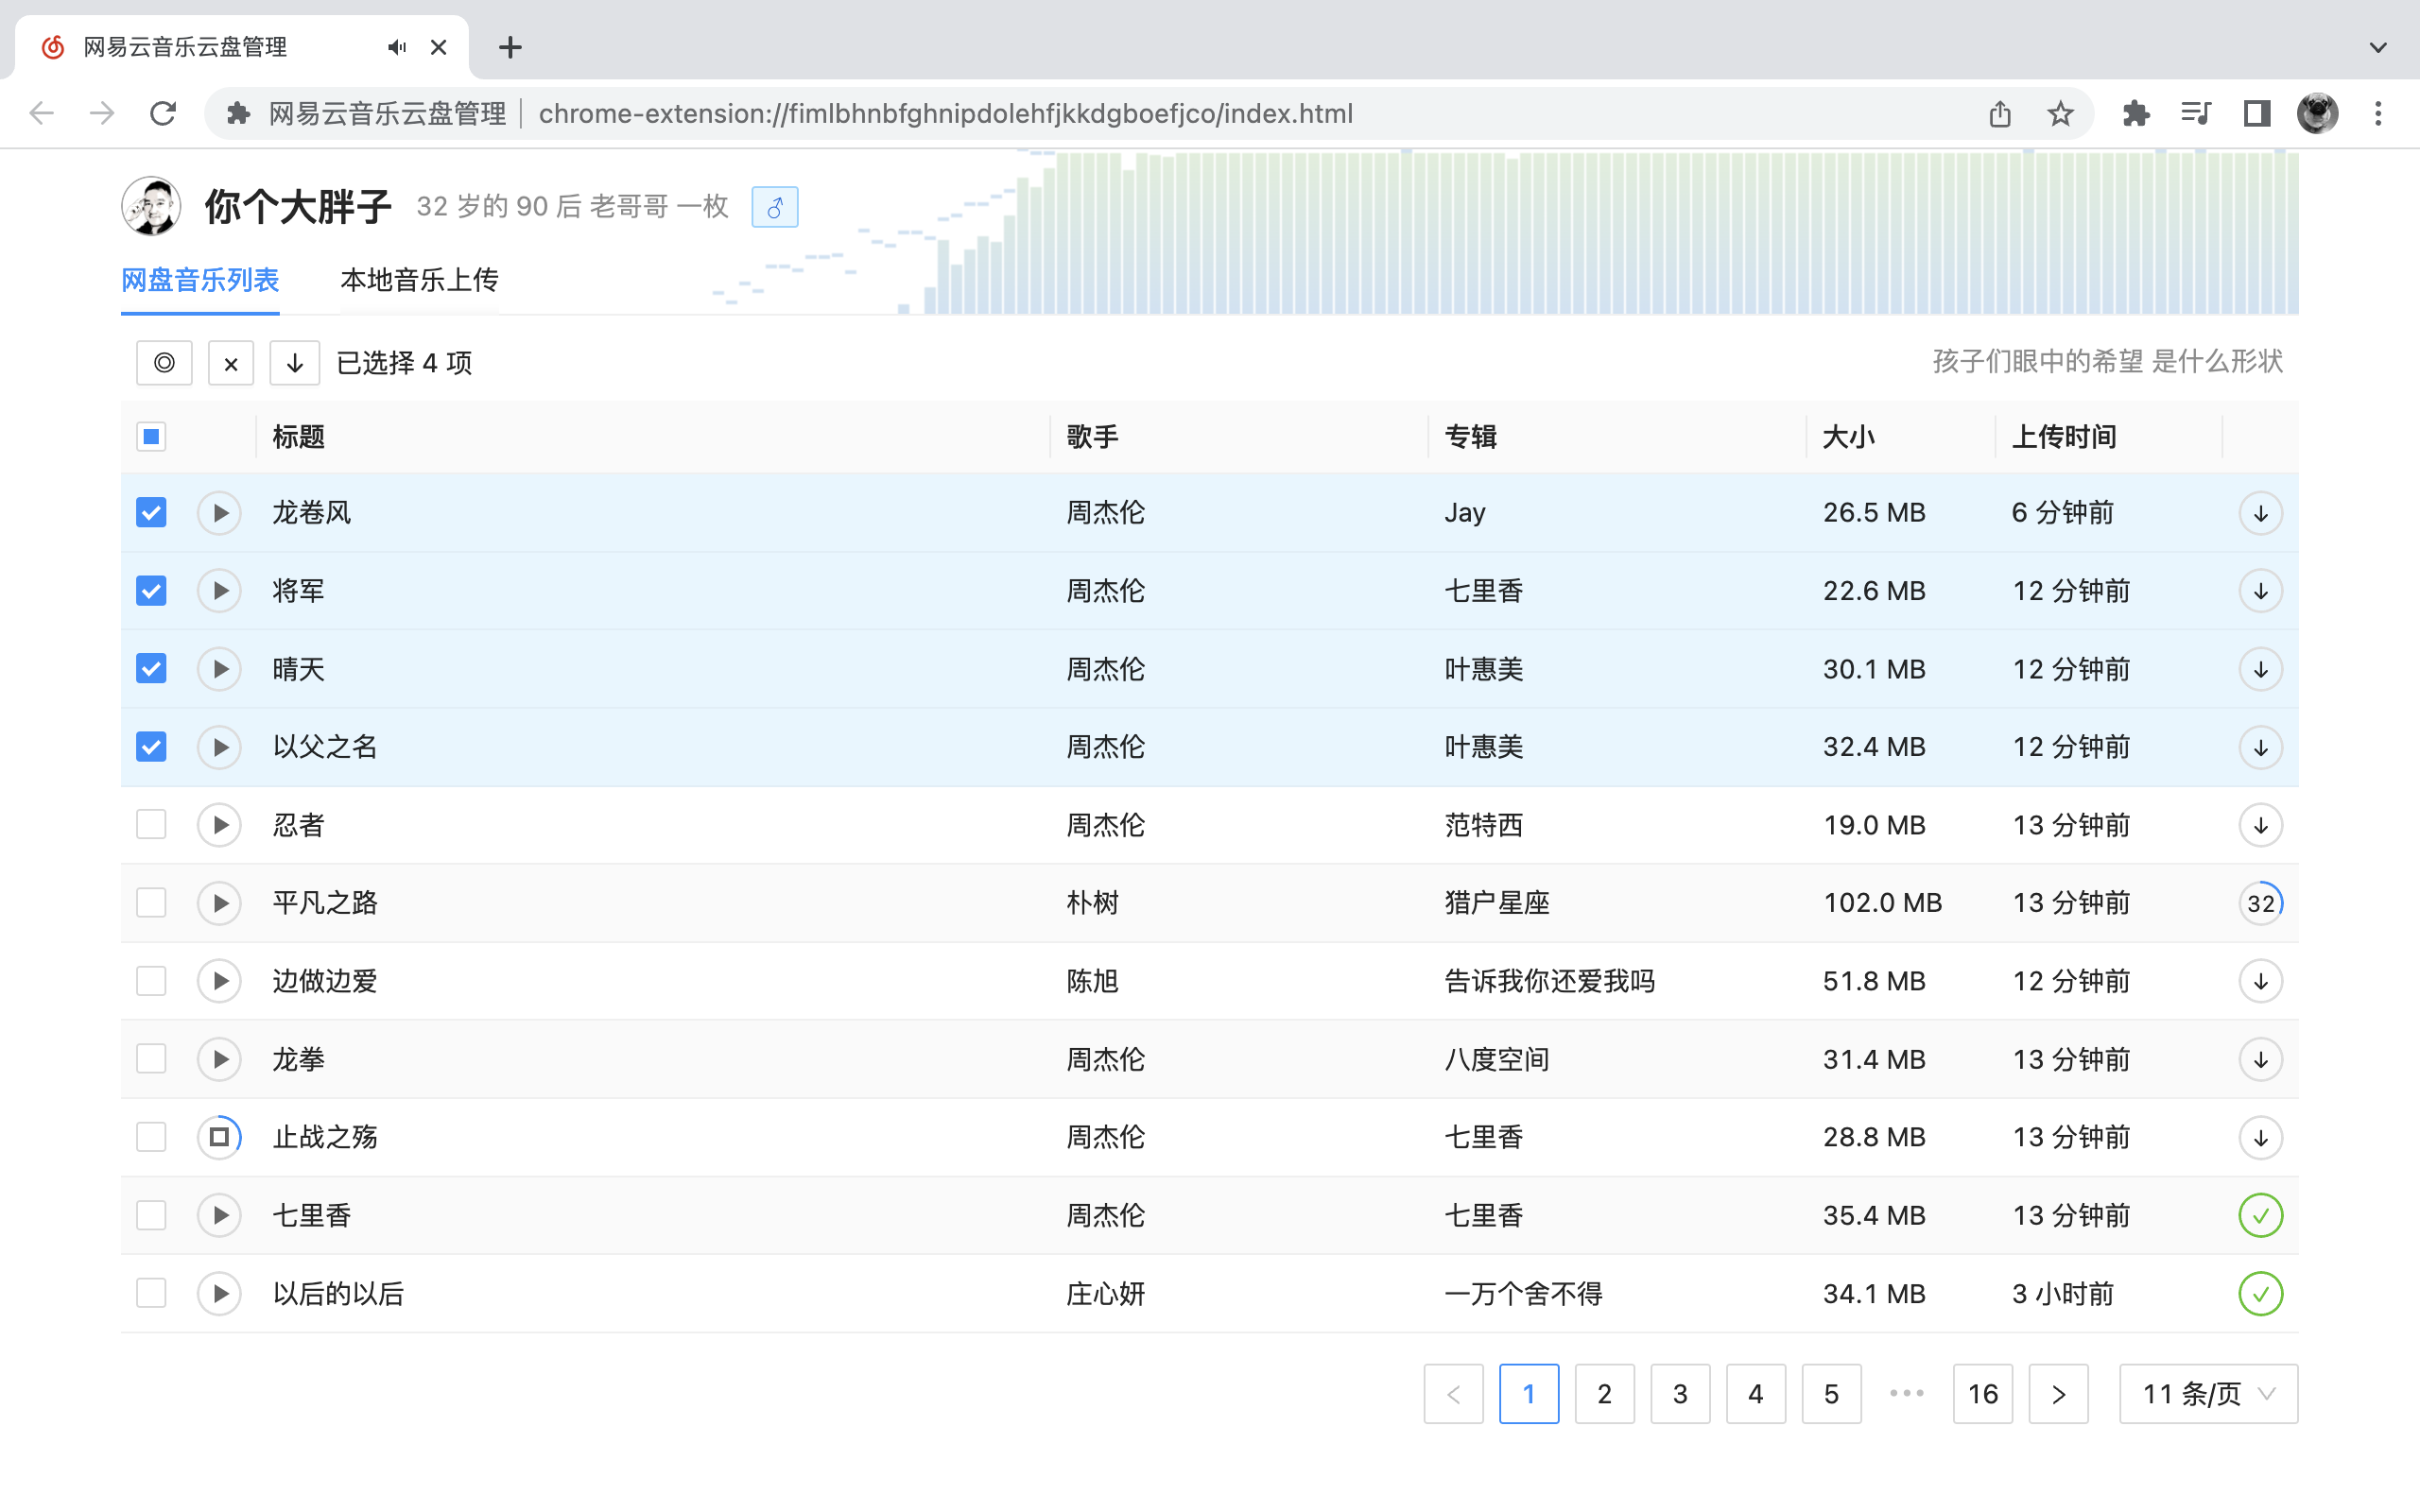 网易云音乐云盘管理
网易云音乐云盘管理 chrome-extension://fimlbhnbfghnipdolehfjkkdgboefjco/index.html
你个大胖子 32 岁的 90 后 老哥哥 一枚
网盘音乐列表 本地音乐上传
已选择 4 项 孩子们眼中的希望 是什么形状
标题 歌手 专辑 大小 上传时间
龙卷风 周杰伦 Jay 26.5 MB 6 分钟前
将军 周杰伦 七里香 22.6 MB 12 分钟前
晴天 周杰伦 叶惠美 30.1 MB 12 分钟前
以父之名 周杰伦 叶惠美 32.4 MB 12 分钟前
忍者 周杰伦 范特西 19.0 MB 13 分钟前
平凡之路 朴树 猎户星座 102.0 MB 13 分钟前 32
边做边爱 陈旭 告诉我你还爱我吗 51.8 MB 12 分钟前
龙拳 周杰伦 八度空间 31.4 MB 13 分钟前
止战之殇 周杰伦 七里香 28.8 MB 13 分钟前
七里香 周杰伦 七里香 35.4 MB 13 分钟前
以后的以后 庄心妍 一万个舍不得 34.1 MB 3 小时前
1 2 3 4 5 ••• 16 11 条/页